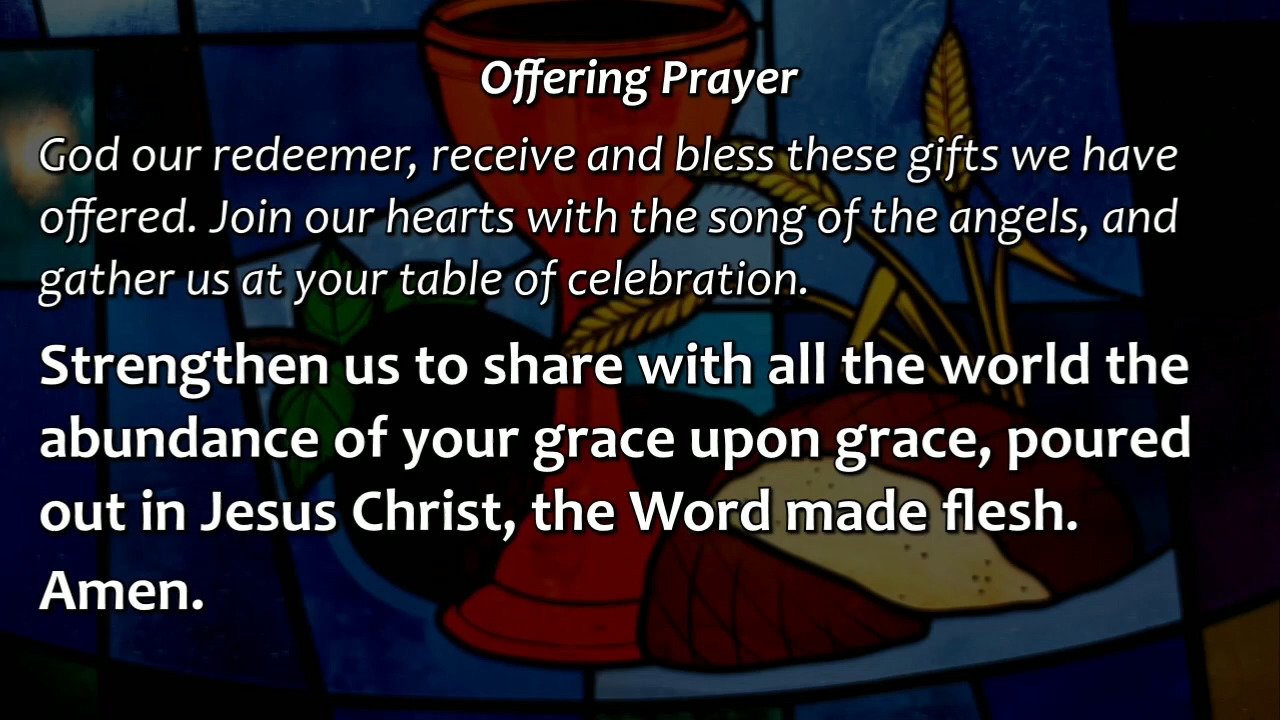 Offering Prayer
God our redeemer, receive and bless these gifts we have
offered. Join our hearts with the song of the angels, and
gather us at your table of celebration.
Strengthen us to share with all the world the
abundance of your grace upon grace, poured
out in Jesus Christ, the Word made flesh.
Amen.